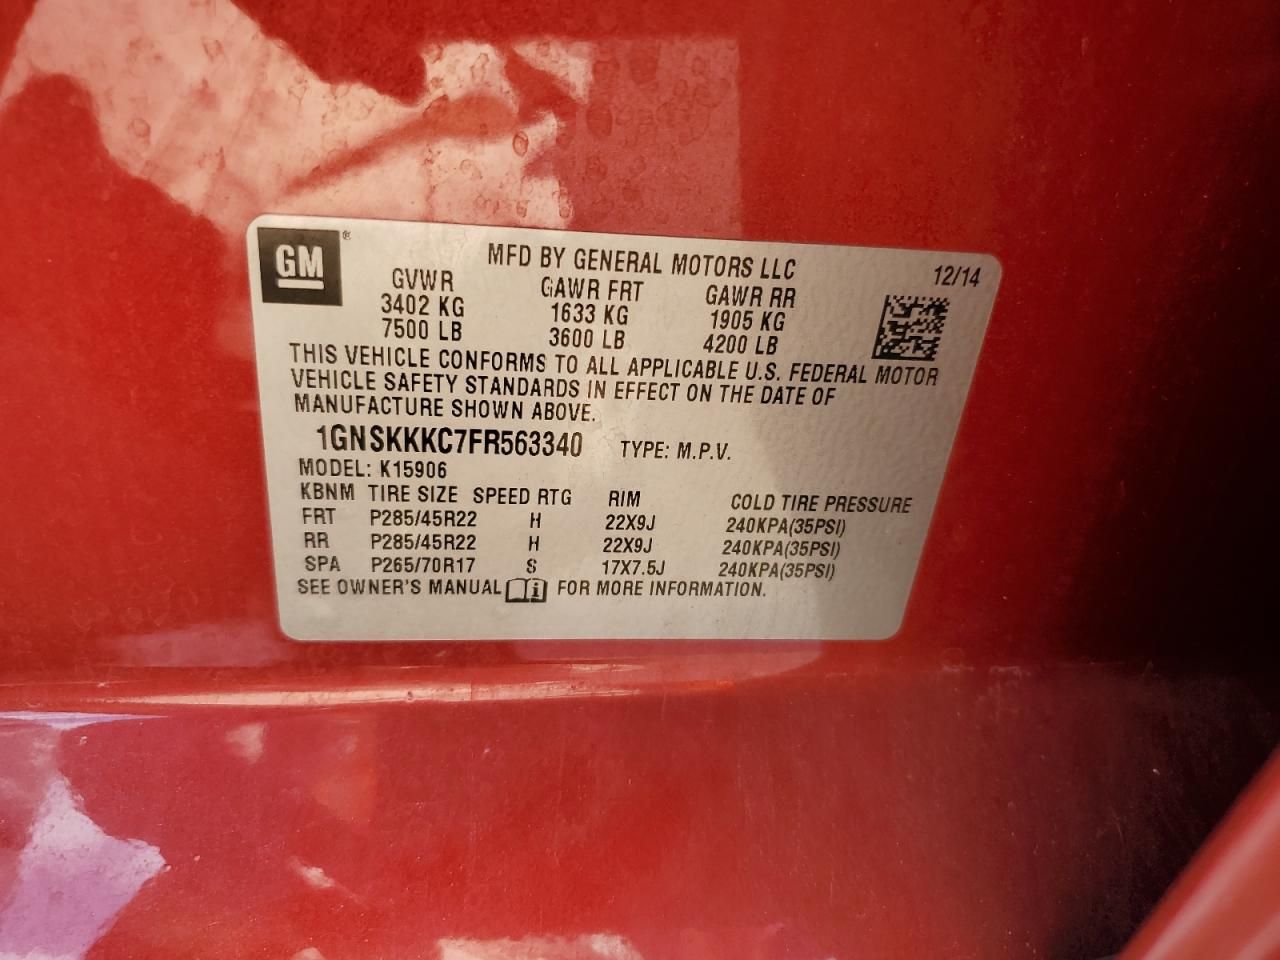 GM®
MFD BY GENERAL MOTORS LLC 12/14
GVWR GAWR FRT GAWR RR
3402 KG 1633 KG 1905 KG
7500 LB 3600 LB 4200 LB
THIS VEHICLE CONFORMS TO ALL APPLICABLE U.S. FEDERAL MOTOR
VEHICLE SAFETY STANDARDS IN EFFECT ON THE DATE OF
MANUFACTURE SHOWN ABOVE.
1GNSKKKC7FR563340 TYPE: M.P.V.
MODEL: K15906
KBNM TIRE SIZE SPEED RTG RIM COLD TIRE PRESSURE
FRT P285/45R22 H 22X9J 240KPA(35PSI)
RR P285/45R22 H 22X9J 240KPA(35PSI)
SPA P265/70R17 S 17X7.5J 240KPA(35PSI)
SEE OWNER'S MANUAL FOR MORE INFORMATION.